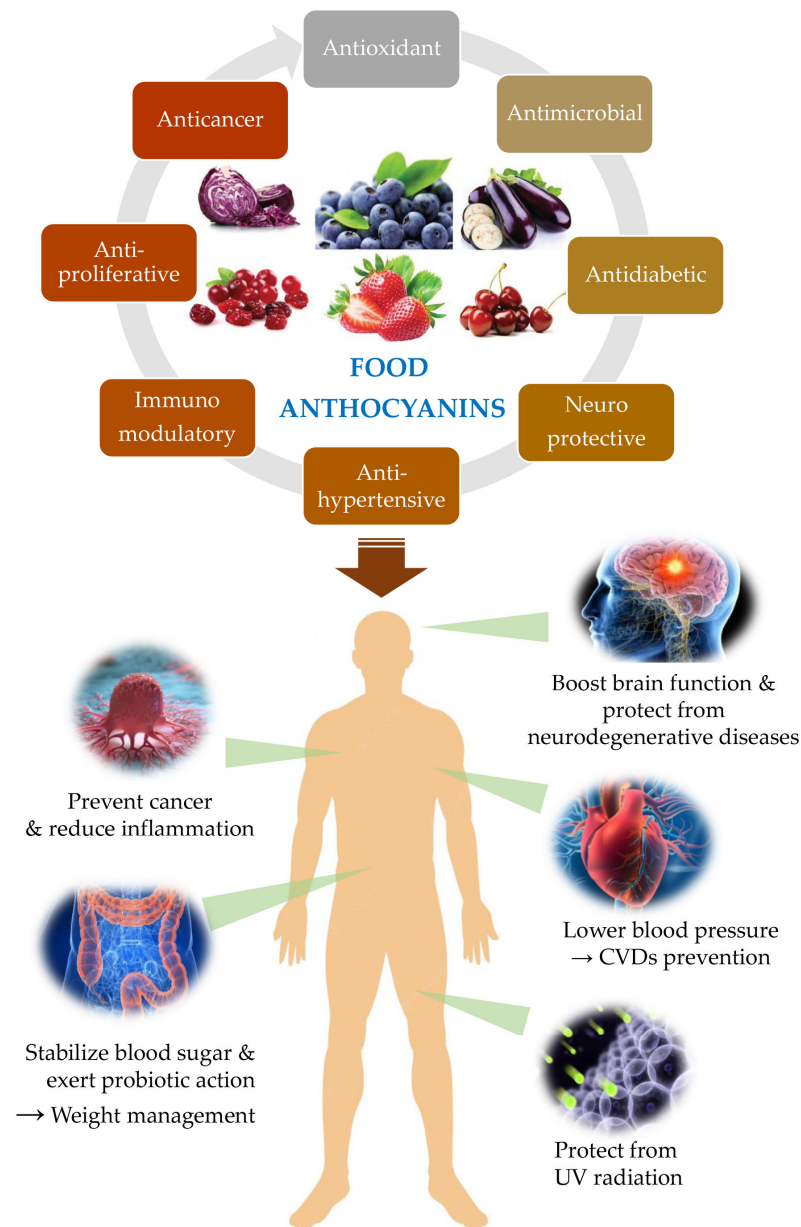 Antioxidant
Antimicrobial
Anticancer
Anti-
proliferative
Antidiabetic
FOOD
ANTHOCYANINS
Immuno
modulatory
Neuro
protective
Anti-
hypertensive
Boost brain function &
protect from
neurodegenerative diseases
Prevent cancer
& reduce inflammation
Lower blood pressure
→ CVDs prevention
Stabilize blood sugar &
exert probiotic action
→ Weight management
Protect from
UV radiation